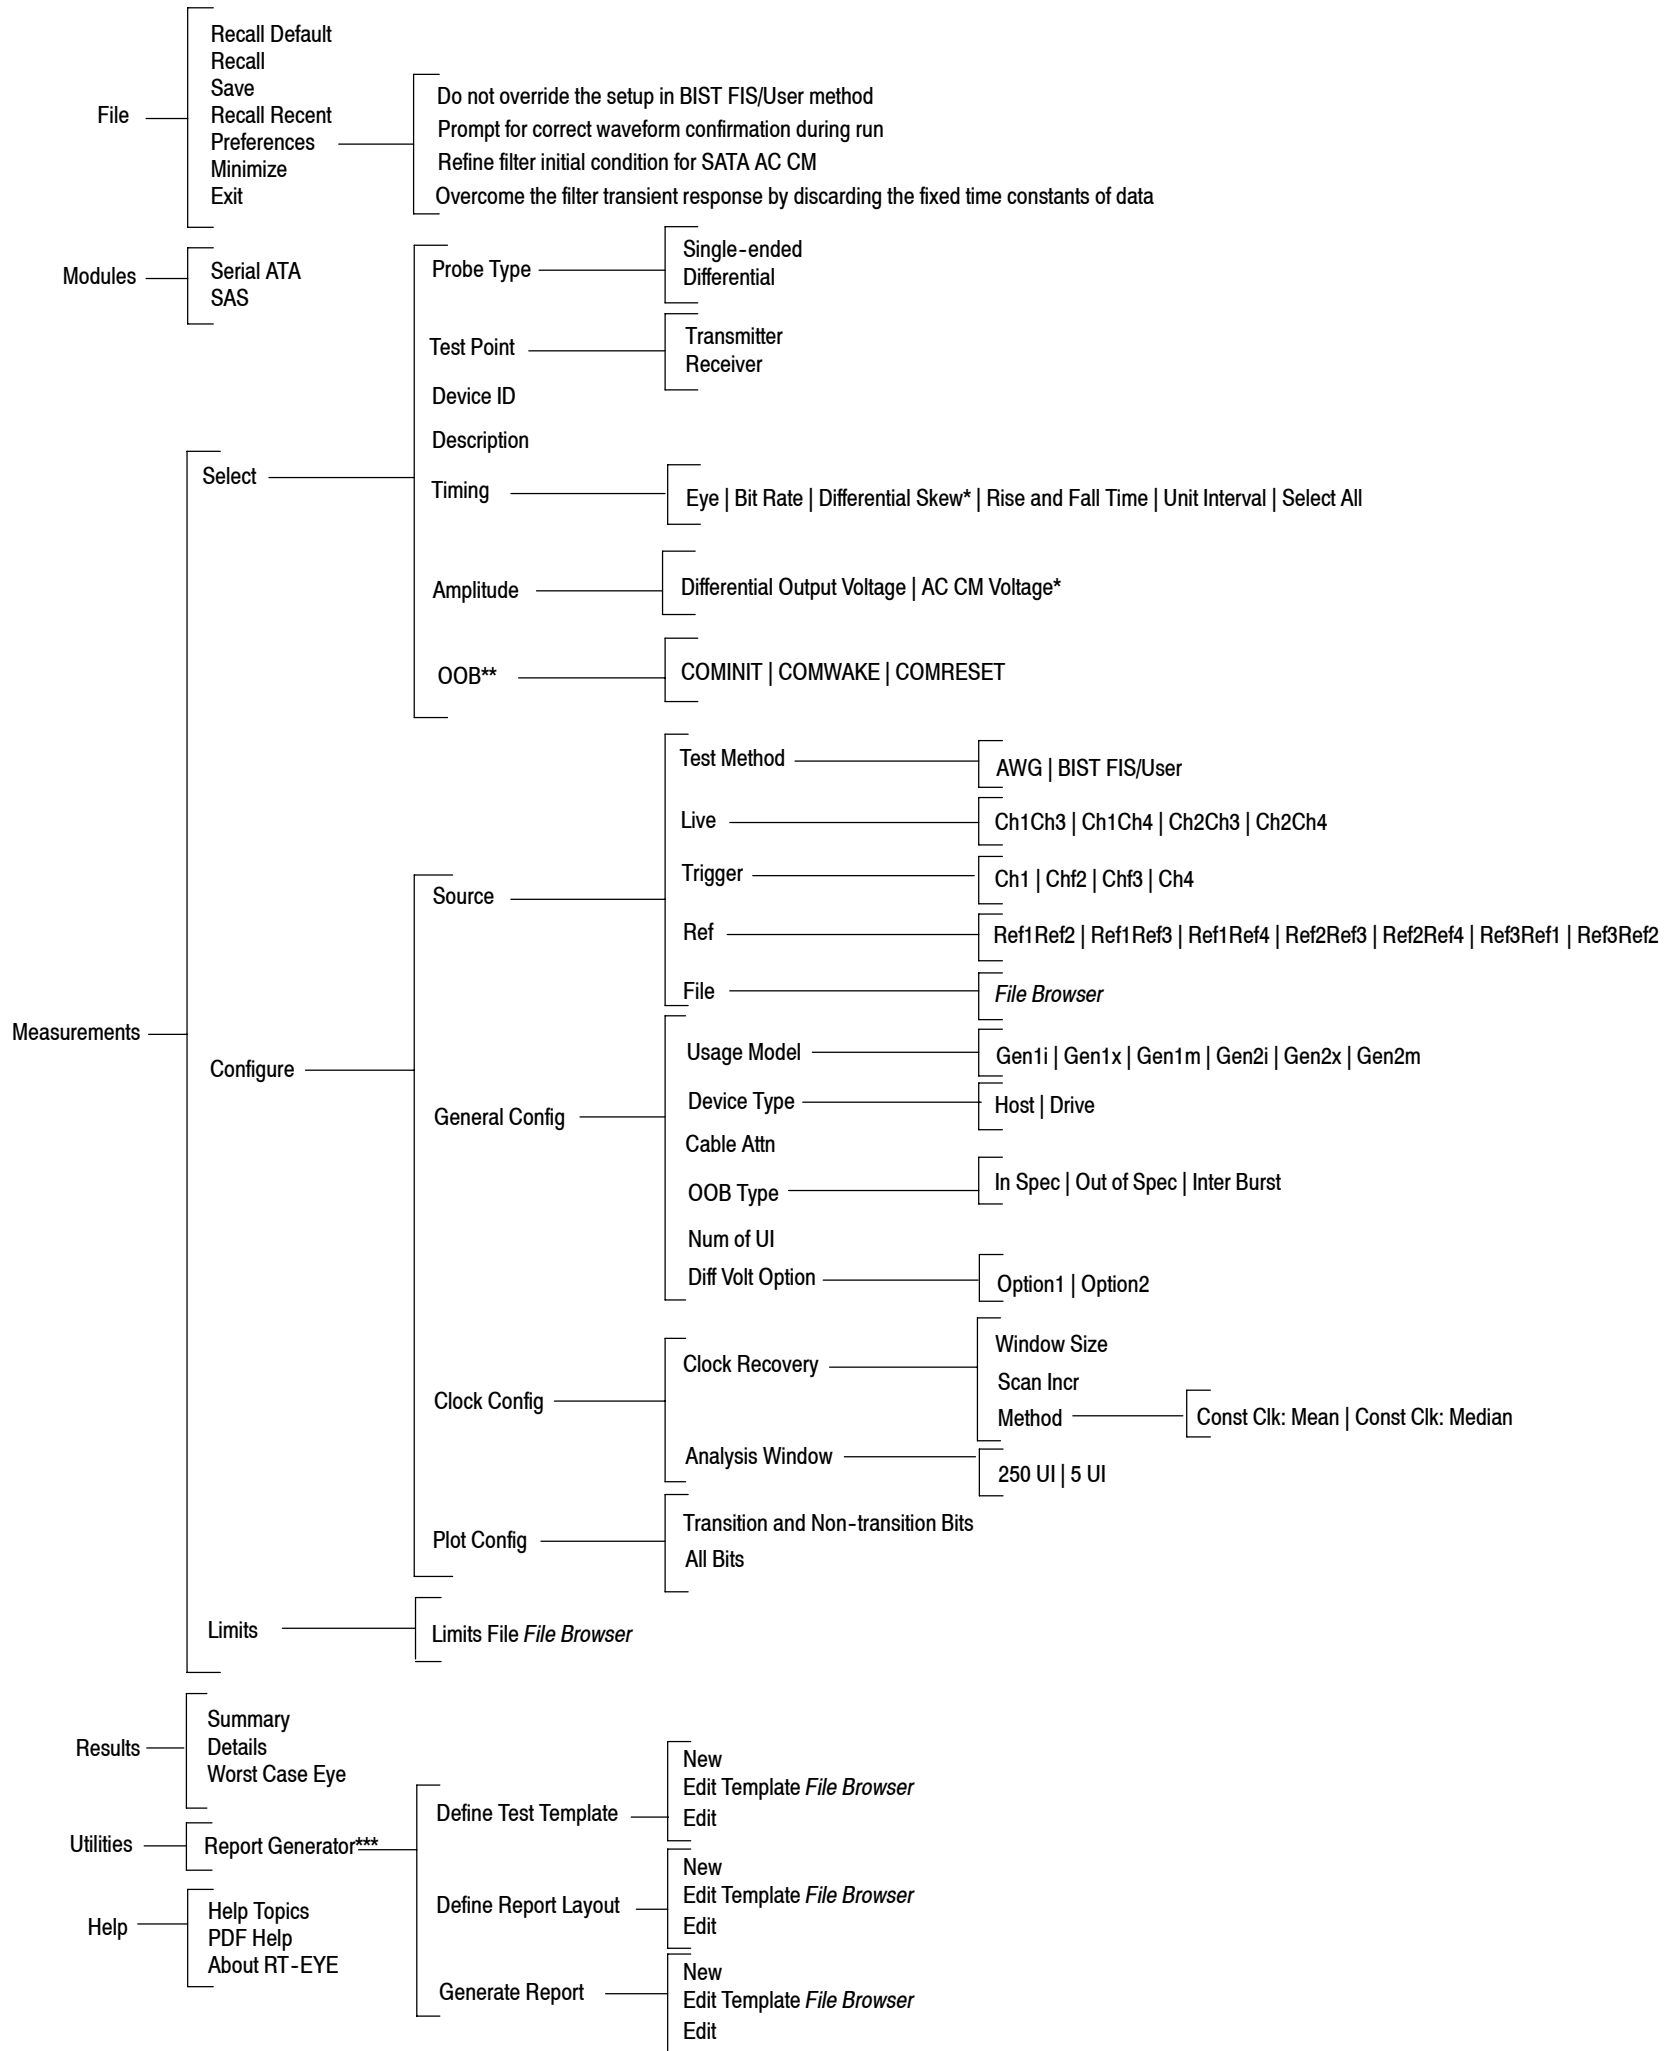 File
Recall Default
Recall
Save
Recall Recent
Preferences
Minimize
Exit
Do not override the setup in BIST FIS/User method
Prompt for correct waveform confirmation during run
Refine filter initial condition for SATA AC CM
Overcome the filter transient response by discarding the fixed time constants of data
Modules
Serial ATA
SAS
Measurements
Select
Probe Type
Single-ended
Differential
Test Point
Transmitter
Receiver
Device ID
Description
Timing
Eye | Bit Rate | Differential Skew* | Rise and Fall Time | Unit Interval | Select All
Amplitude
Differential Output Voltage | AC CM Voltage*
OOB**
COMINIT | COMWAKE | COMRESET
Configure
Source
Test Method
AWG | BIST FIS/User
Live
Ch1Ch3 | Ch1Ch4 | Ch2Ch3 | Ch2Ch4
Trigger
Ch1 | Chf2 | Chf3 | Ch4
Ref
Ref1Ref2 | Ref1Ref3 | Ref1Ref4 | Ref2Ref3 | Ref2Ref4 | Ref3Ref1 | Ref3Ref2
File
File Browser
General Config
Usage Model
Gen1i | Gen1x | Gen1m | Gen2i | Gen2x | Gen2m
Device Type
Host | Drive
Cable Attn
OOB Type
In Spec | Out of Spec | Inter Burst
Num of UI
Diff Volt Option
Option1 | Option2
Clock Config
Clock Recovery
Window Size
Scan Incr
Method
Const Clk: Mean | Const Clk: Median
Analysis Window
250 UI | 5 UI
Plot Config
Transition and Non-transition Bits
All Bits
Limits
Limits File File Browser
Results
Summary
Details
Worst Case Eye
Utilities
Report Generator***
Define Test Template
New
Edit Template File Browser
Edit
Define Report Layout
New
Edit Template File Browser
Edit
Generate Report
New
Edit Template File Browser
Edit
Help
Help Topics
PDF Help
About RT-EYE